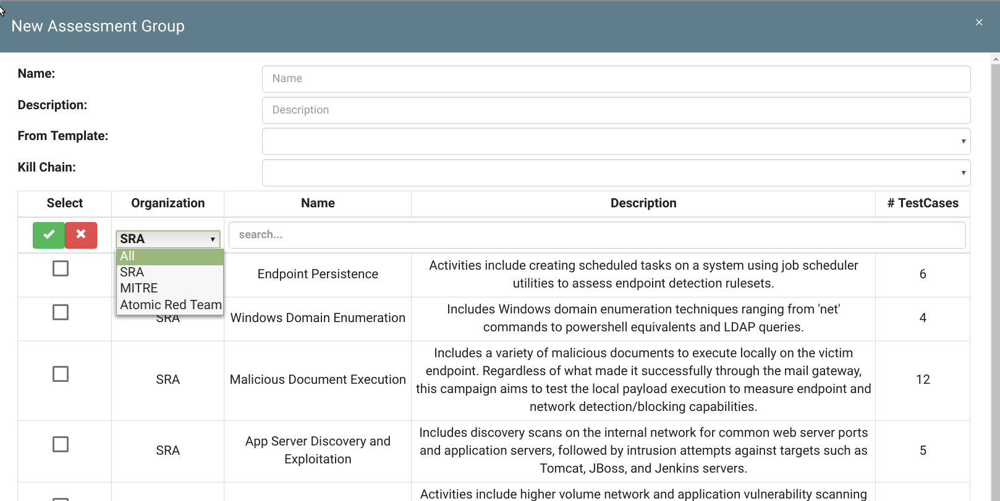 New Assessment Group
×
Name:
Name
Description:
Description
From Template:
Kill Chain:
Select Organization Name Description # TestCases
SRA
search...
All
SRA
MITRE
Atomic Red Team
Endpoint Persistence
Activities include creating scheduled tasks on a system using job scheduler
utilities to assess endpoint detection rulesets.
6
SRA
Windows Domain Enumeration
Includes Windows domain enumeration techniques ranging from 'net'
commands to powershell equivalents and LDAP queries.
4
SRA
Malicious Document Execution
Includes a variety of malicious documents to execute locally on the victim
endpoint. Regardless of what made it successfully through the mail gateway,
this campaign aims to test the local payload execution to measure endpoint and
network detection/blocking capabilities.
12
SRA
App Server Discovery and
Exploitation
Includes discovery scans on the internal network for common web server ports
and application servers, followed by intrusion attempts against targets such as
Tomcat, JBoss, and Jenkins servers.
5
Activities include higher volume network and application vulnerability scanning